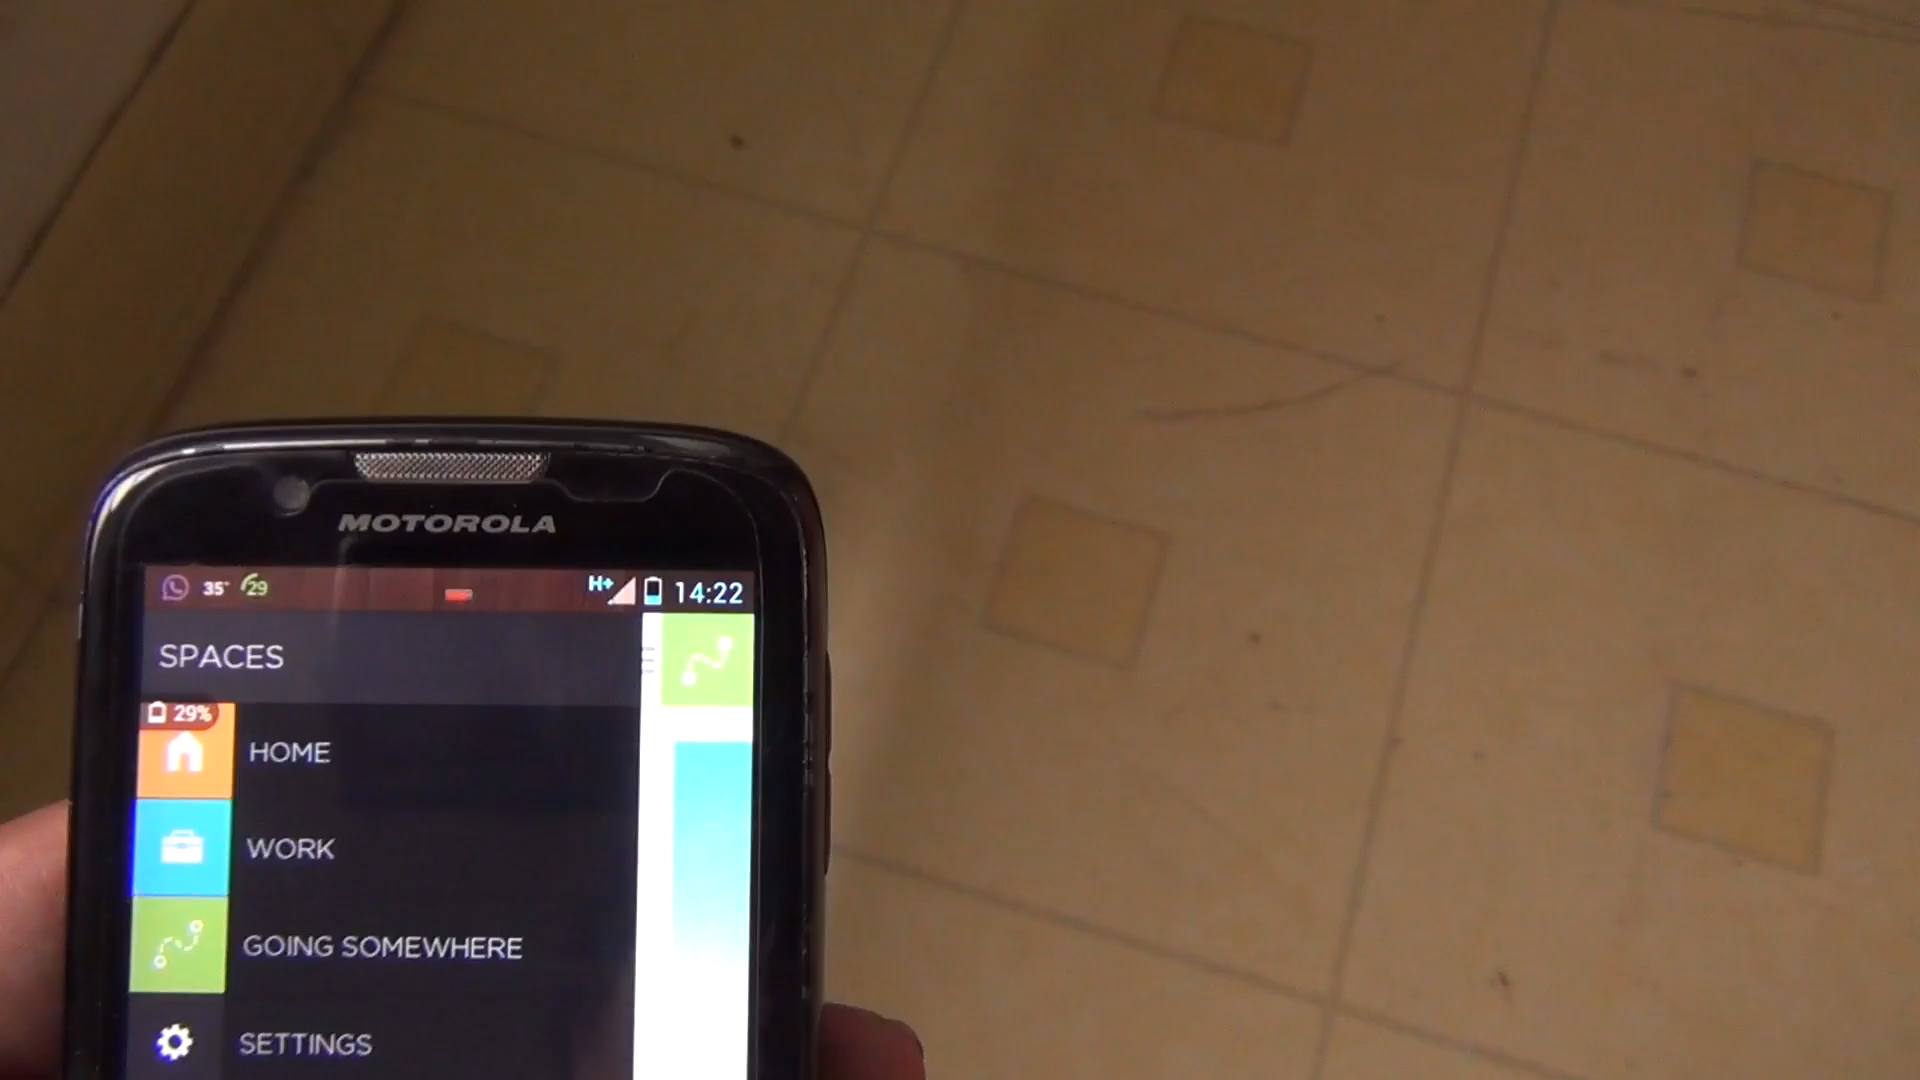 MOTOROLA
35° 29 H+ 14:22
SPACES
29%
HOME
WORK
GOING SOMEWHERE
SETTINGS